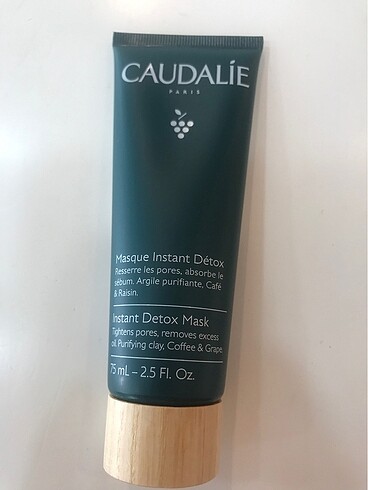 CAUDALÍE
PARIS
Masque Instant Détox
Resserre les pores, absorbe le
sébum. Argile purifiante, Café
& Raisin.
Instant Detox Mask
Tightens pores, removes excess
oil. Purifying clay, Coffee & Grape.
75 mL – 2.5 Fl. Oz.